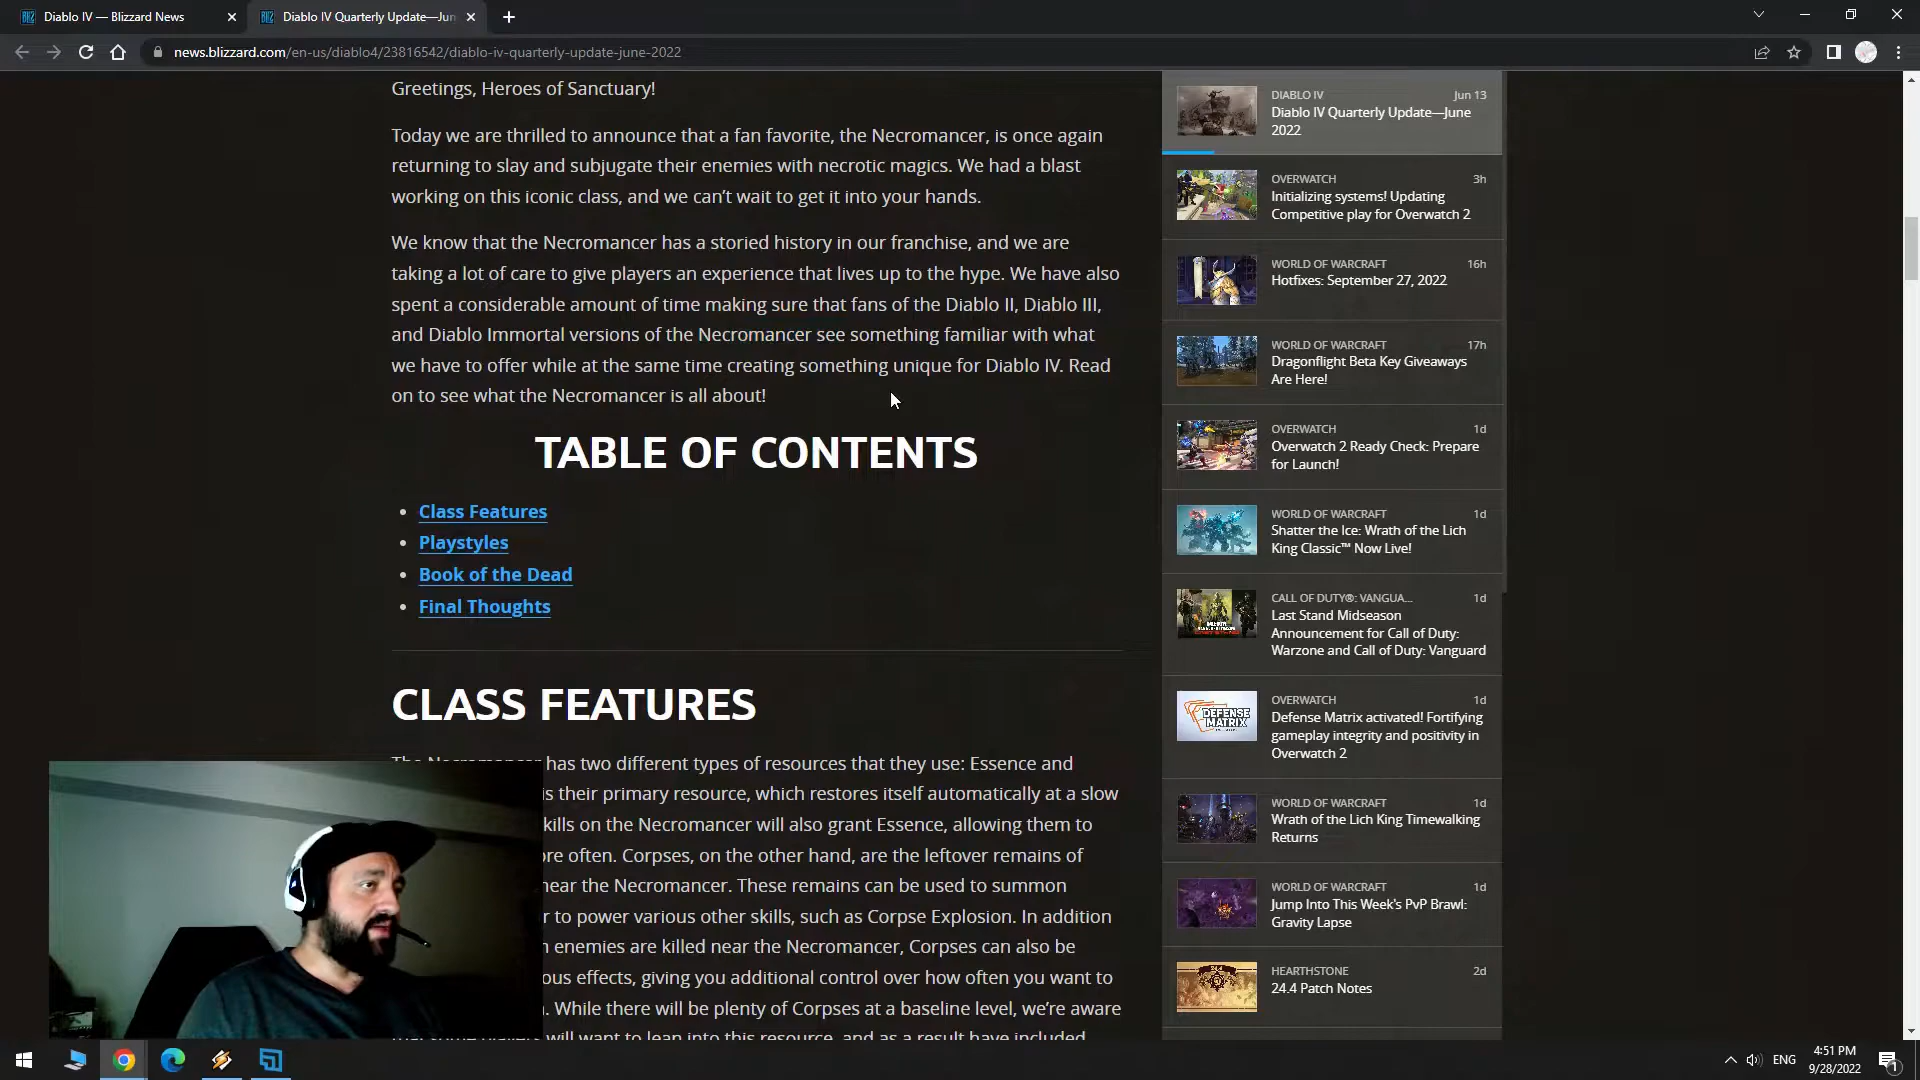 Diablo IV — Blizzard News
Diablo IV Quarterly Update—Jun
news.blizzard.com/en-us/diablo4/23816542/diablo-iv-quarterly-update-june-2022
Greetings, Heroes of Sanctuary!
Today we are thrilled to announce that a fan favorite, the Necromancer, is once again
returning to slay and subjugate their enemies with necrotic magics. We had a blast
working on this iconic class, and we can’t wait to get it into your hands.
We know that the Necromancer has a storied history in our franchise, and we are
taking a lot of care to give players an experience that lives up to the hype. We have also
spent a considerable amount of time making sure that fans of the Diablo II, Diablo III,
and Diablo Immortal versions of the Necromancer see something familiar with what
we have to offer while at the same time creating something unique for Diablo IV. Read
on to see what the Necromancer is all about!
TABLE OF CONTENTS
• Class Features
• Playstyles
• Book of the Dead
• Final Thoughts
CLASS FEATURES
The Necromancer has two different types of resources that they use: Essence and
is their primary resource, which restores itself automatically at a slow
kills on the Necromancer will also grant Essence, allowing them to
re often. Corpses, on the other hand, are the leftover remains of
near the Necromancer. These remains can be used to summon
r to power various other skills, such as Corpse Explosion. In addition
n enemies are killed near the Necromancer, Corpses can also be
ous effects, giving you additional control over how often you want to
. While there will be plenty of Corpses at a baseline level, we’re aware
will want to lean into this resource, and as a result have included
DIABLO IV Jun 13
Diablo IV Quarterly Update—June
2022
OVERWATCH 3h
Initializing systems! Updating
Competitive play for Overwatch 2
WORLD OF WARCRAFT 16h
Hotfixes: September 27, 2022
WORLD OF WARCRAFT 17h
Dragonflight Beta Key Giveaways
Are Here!
OVERWATCH 1d
Overwatch 2 Ready Check: Prepare
for Launch!
WORLD OF WARCRAFT 1d
Shatter the Ice: Wrath of the Lich
King Classic™ Now Live!
CALL OF DUTY®: VANGUA... 1d
Last Stand Midseason
Announcement for Call of Duty:
Warzone and Call of Duty: Vanguard
OVERWATCH 1d
Defense Matrix activated! Fortifying
gameplay integrity and positivity in
Overwatch 2
DEFENSE
MATRIX
WORLD OF WARCRAFT 1d
Wrath of the Lich King Timewalking
Returns
WORLD OF WARCRAFT 1d
Jump Into This Week's PvP Brawl:
Gravity Lapse
HEARTHSTONE 2d
24.4 Patch Notes
24.4
ENG
4:51 PM
9/28/2022
1